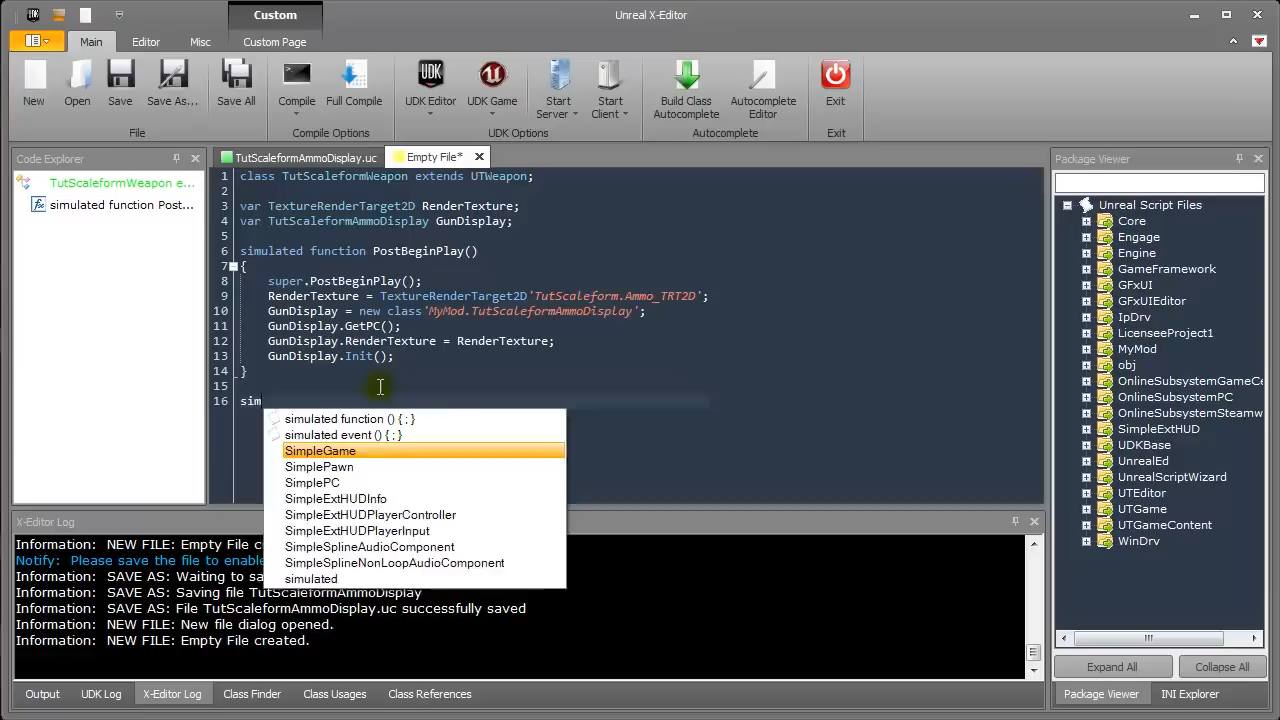 Custom
Unreal X-Editor
Main
Editor
Misc
Custom Page
New
Open
Save
Save As...
Save All
Compile
Full Compile
UDK Editor
UDK Game
Start Server
Start Client
Build Class Autocomplete
Autocomplete Editor
Exit
File
Compile Options
UDK Options
Autocomplete
Exit
Code Explorer
TutScaleformWeapon e...
simulated function Post...
TutScaleformAmmoDisplay.uc
Empty File*
1 class TutScaleformWeapon extends UTWeapon;
2
3 var TextureRenderTarget2D RenderTexture;
4 var TutScaleformAmmoDisplay GunDisplay;
5
6 simulated function PostBeginPlay()
7 {
8 super.PostBeginPlay();
9 RenderTexture = TextureRenderTarget2D'TutScaleform.Ammo_TRT2D';
10 GunDisplay = new class'MyMod.TutScaleformAmmoDisplay';
11 GunDisplay.GetPC();
12 GunDisplay.RenderTexture = RenderTexture;
13 GunDisplay.Init();
14 }
15
16 sim
simulated function () { ; }
simulated event () { ; }
SimpleGame
SimplePawn
SimplePC
SimpleExtHUDInfo
SimpleExtHUDPlayerController
SimpleExtHUDPlayerInput
SimpleSplineAudioComponent
SimpleSplineNonLoopAudioComponent
simulated
Package Viewer
Unreal Script Files
Core
Engage
Engine
GameFramework
GFxUI
GFxUIEditor
IpDrv
LicenseeProject1
MyMod
obj
OnlineSubsystemGameCe
OnlineSubsystemPC
OnlineSubsystemSteamw
SimpleExtHUD
UDKBase
UnrealEd
UnrealScriptWizard
UTEditor
UTGame
UTGameContent
WinDrv
Expand All
Collapse All
Package Viewer
INI Explorer
X-Editor Log
Information: NEW FILE: Empty File c
Notify: Please save the file to enable
Information: SAVE AS: Waiting to sa
Information: SAVE AS: Saving file TutScaleformAmmoDisplay
Information: SAVE AS: File TutScaleformAmmoDisplay.uc successfully saved
Information: NEW FILE: New file dialog opened.
Information: NEW FILE: Empty File created.
Output
UDK Log
X-Editor Log
Class Finder
Class Usages
Class References